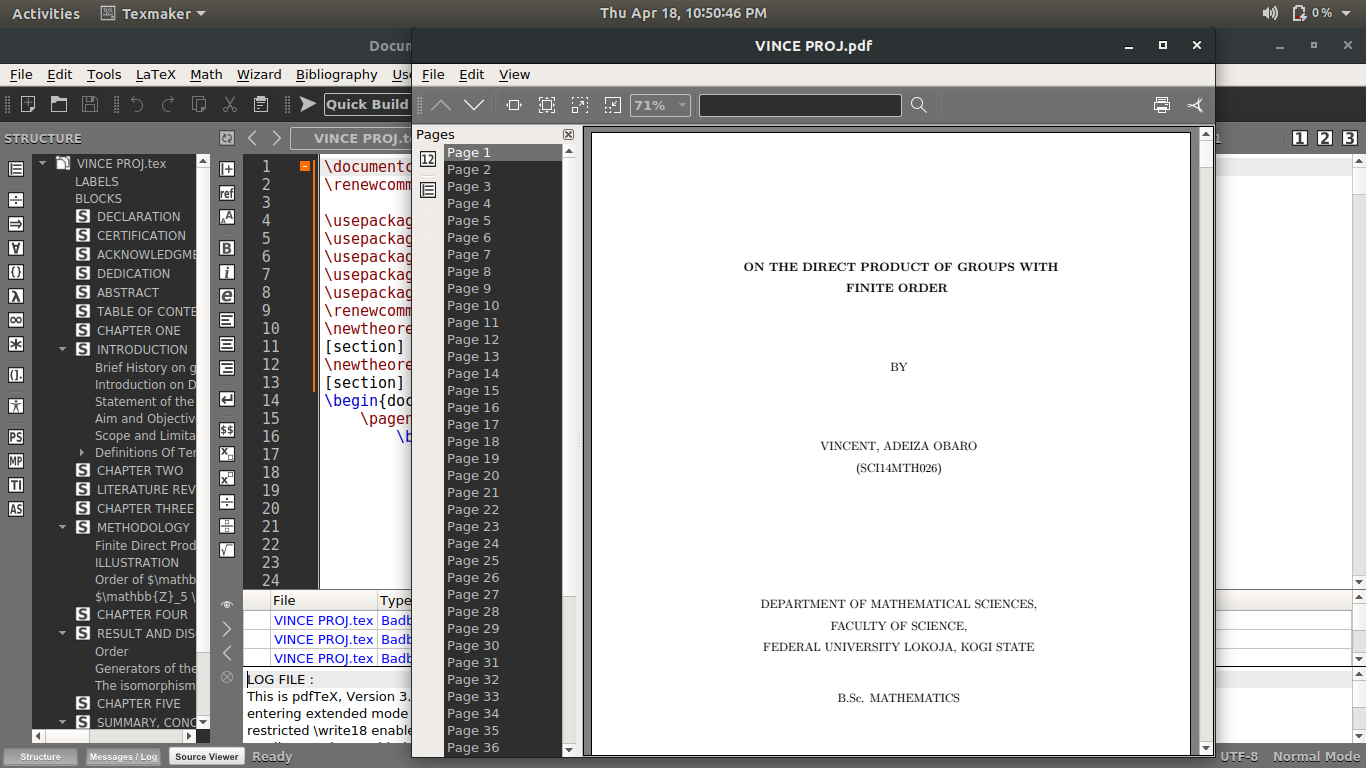 Activities
Texmaker
Thu Apr 18, 10:50:46 PM
0 %
Docum
VINCE PROJ.pdf
File Edit Tools LaTeX Math Wizard Bibliography Use
File Edit View
Quick Build
71%
STRUCTURE
VINCE PROJ.te
1 2 3
VINCE PROJ.tex
LABELS
BLOCKS
S DECLARATION
S CERTIFICATION
S ACKNOWLEDGME
S DEDICATION
S ABSTRACT
S TABLE OF CONTE
S CHAPTER ONE
S INTRODUCTION
Brief History on g
Introduction on D
Statement of the
Aim and Objectiv
Scope and Limita
Definitions Of Ter
S CHAPTER TWO
S LITERATURE REV
S CHAPTER THREE
S METHODOLOGY
Finite Direct Prod
ILLUSTRATION
Order of $\mathb
$\mathbb{Z}_5 \
S CHAPTER FOUR
S RESULT AND DIS
Order
Generators of the
The isomorphism
S CHAPTER FIVE
S SUMMARY, CONC
PS
MP
TI
AS
ref
B
i
e
$$
1 \documentc
2 \renewcomm
3
4 \usepackag
5 \usepackag
6 \usepackag
7 \usepackag
8 \usepackag
9 \renewcomm
10 \newtheore
11 [section]
12 \newtheore
13 [section]
14 \begin{doc
15 \pagen
16 \b
17
18
19
20
21
22
23
24
File Type
VINCE PROJ.tex Badb
VINCE PROJ.tex Badb
VINCE PROJ.tex Badb
LOG FILE :
This is pdfTeX, Version 3.
entering extended mode
restricted \write18 enable
Pages
12
Page 1
Page 2
Page 3
Page 4
Page 5
Page 6
Page 7
Page 8
Page 9
Page 10
Page 11
Page 12
Page 13
Page 14
Page 15
Page 16
Page 17
Page 18
Page 19
Page 20
Page 21
Page 22
Page 23
Page 24
Page 25
Page 26
Page 27
Page 28
Page 29
Page 30
Page 31
Page 32
Page 33
Page 34
Page 35
Page 36
ON THE DIRECT PRODUCT OF GROUPS WITH
FINITE ORDER
BY
VINCENT, ADEIZA OBARO
(SCI14MTH026)
DEPARTMENT OF MATHEMATICAL SCIENCES,
FACULTY OF SCIENCE,
FEDERAL UNIVERSITY LOKOJA, KOGI STATE
B.Sc. MATHEMATICS
Structure
Messages / Log
Source Viewer
Ready
UTF-8
Normal Mode